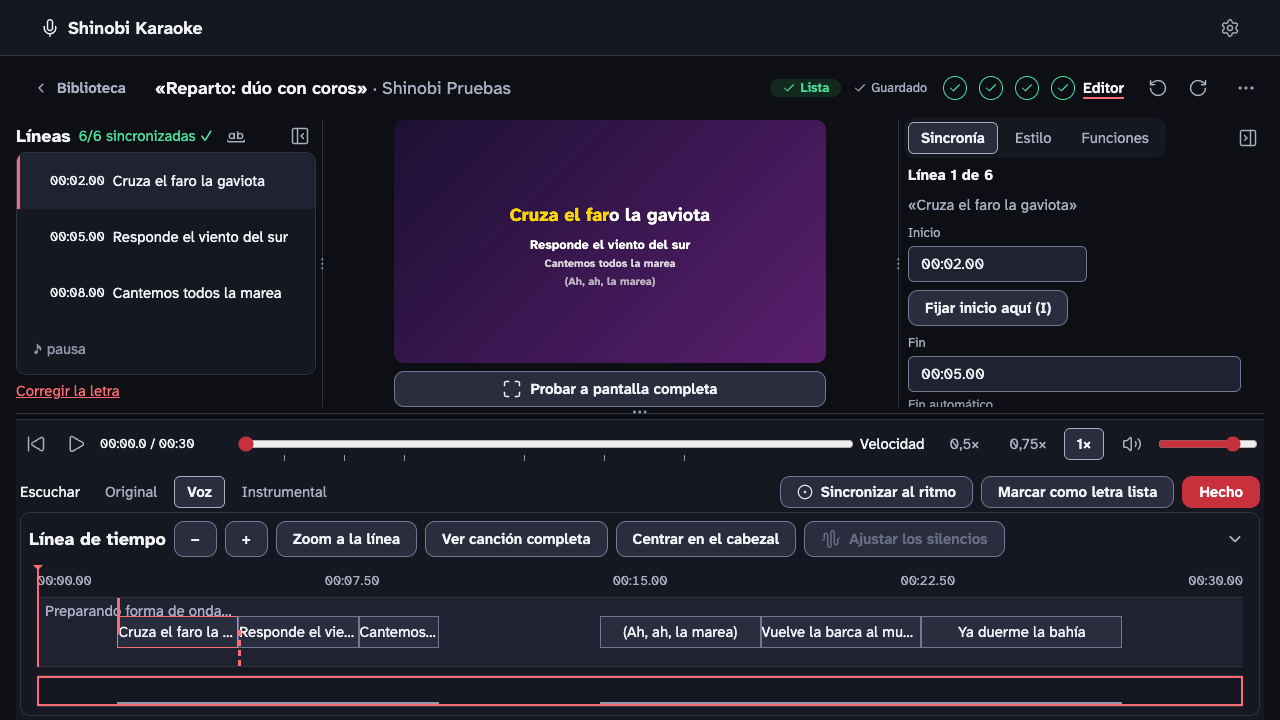 Shinobi Karaoke
Biblioteca
«Reparto: dúo con coros» · Shinobi Pruebas
Lista
Guardado
Editor
Líneas
6/6 sincronizadas
ab
00:02.00 Cruza el faro la gaviota
00:05.00 Responde el viento del sur
00:08.00 Cantemos todos la marea
♪ pausa
Corregir la letra
Cruza el faro la gaviota
Responde el viento del sur
Cantemos todos la marea
(Ah, ah, la marea)
Probar a pantalla completa
Sincronía
Estilo
Funciones
Línea 1 de 6
«Cruza el faro la gaviota»
Inicio
00:02.00
Fijar inicio aquí (I)
Fin
00:05.00
Fin automático
00:00.0 / 00:30
Velocidad
0,5×
0,75×
1×
Escuchar
Original
Voz
Instrumental
Sincronizar al ritmo
Marcar como letra lista
Hecho
Línea de tiempo
−
+
Zoom a la línea
Ver canción completa
Centrar en el cabezal
Ajustar los silencios
00:00.00
00:07.50
00:15.00
00:22.50
00:30.00
Preparando forma de onda...
Cruza el faro la ...
Responde el vie...
Cantemos...
(Ah, ah, la marea)
Vuelve la barca al mu...
Ya duerme la bahía